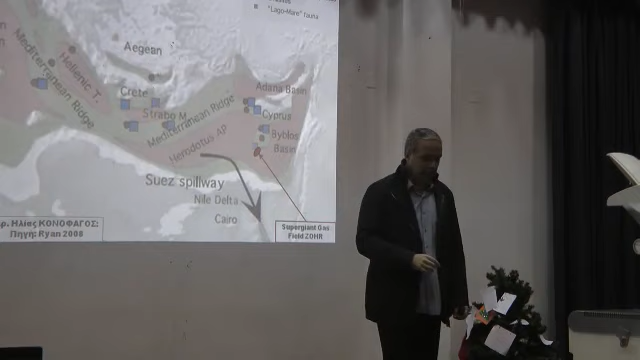 "Lago-Mare" fauna
Aegean
Mediterranean Ridge
Hellenic T.
Crete
Strabo M.
Mediterranean Ridge
Adana Basin
Cyprus
Byblos
Basin
Herodotus AP
Suez spillway
Nile Delta
Cairo
ρ. Ηλίας ΚΟΝΟΦΑΓΟΣ:
Πηγή: Ryan 2008
Supergiant Gas
Field ZOHR